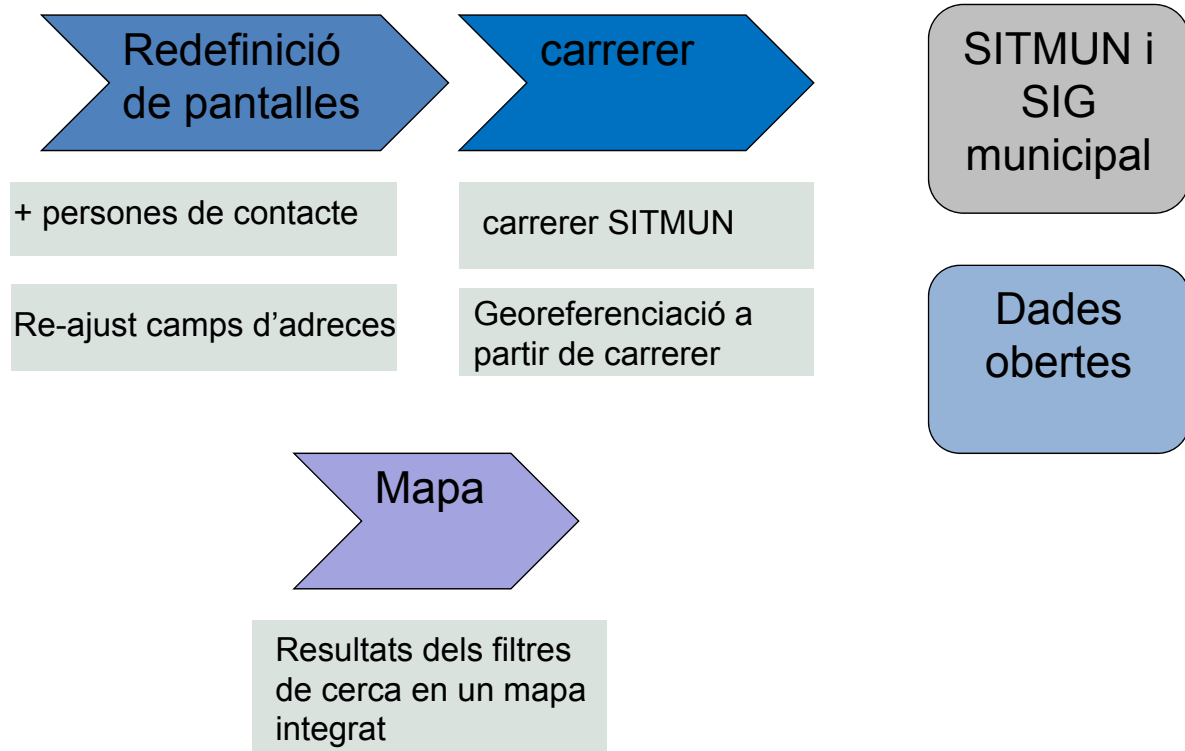 Redefinició
de pantalles
carrerer
SITMUN i
SIG
municipal
+ persones de contacte
carrerer SITMUN
Re-ajust camps d’adreces
Georeferenciació a
partir de carrerer
Dades
obertes
Mapa
Resultats dels filtres
de cerca en un mapa
integrat